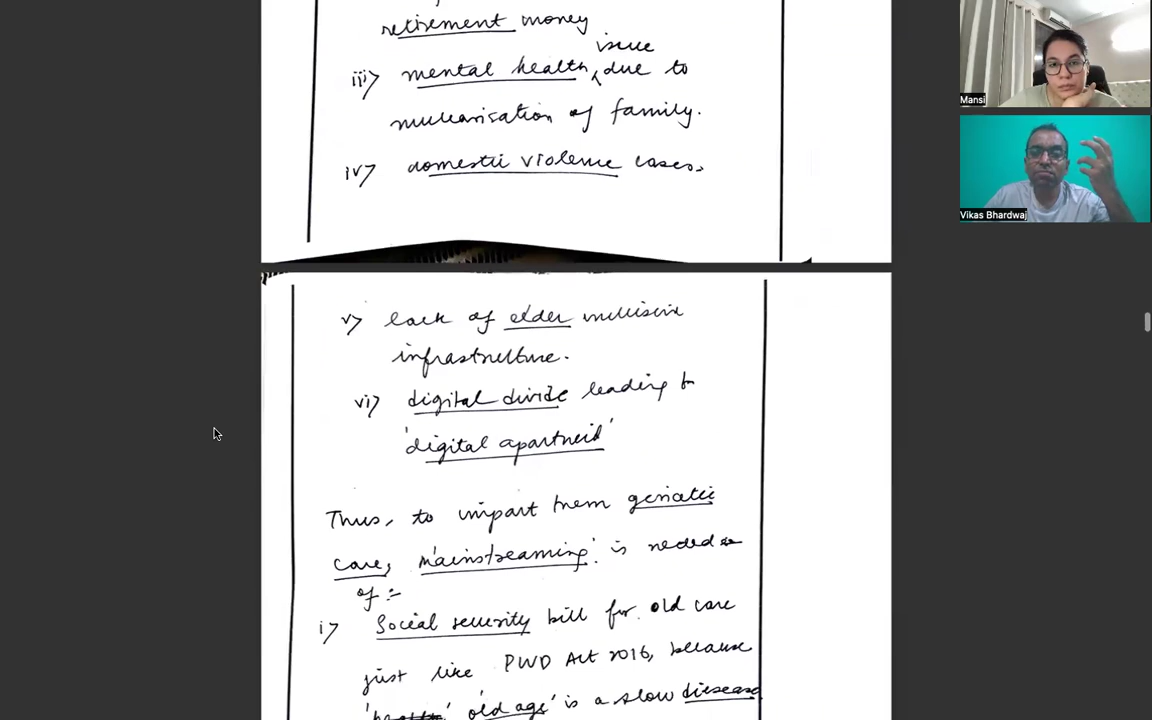 retirement money
issue
iii) mental health, due to
nuclearisation of family.
iv) domestic violence cases.
v) lack of elder inclusive
infrastructure.
vi) digital divide leading to
'digital apartheid'
Thus, to impart them geriatric
care, 'mainstreaming' is needed
of :-
i) Social security bill for old care
just like PWD Act 2016, because
'old age' is a slow disease
Mansi
Vikas Bhardwaj